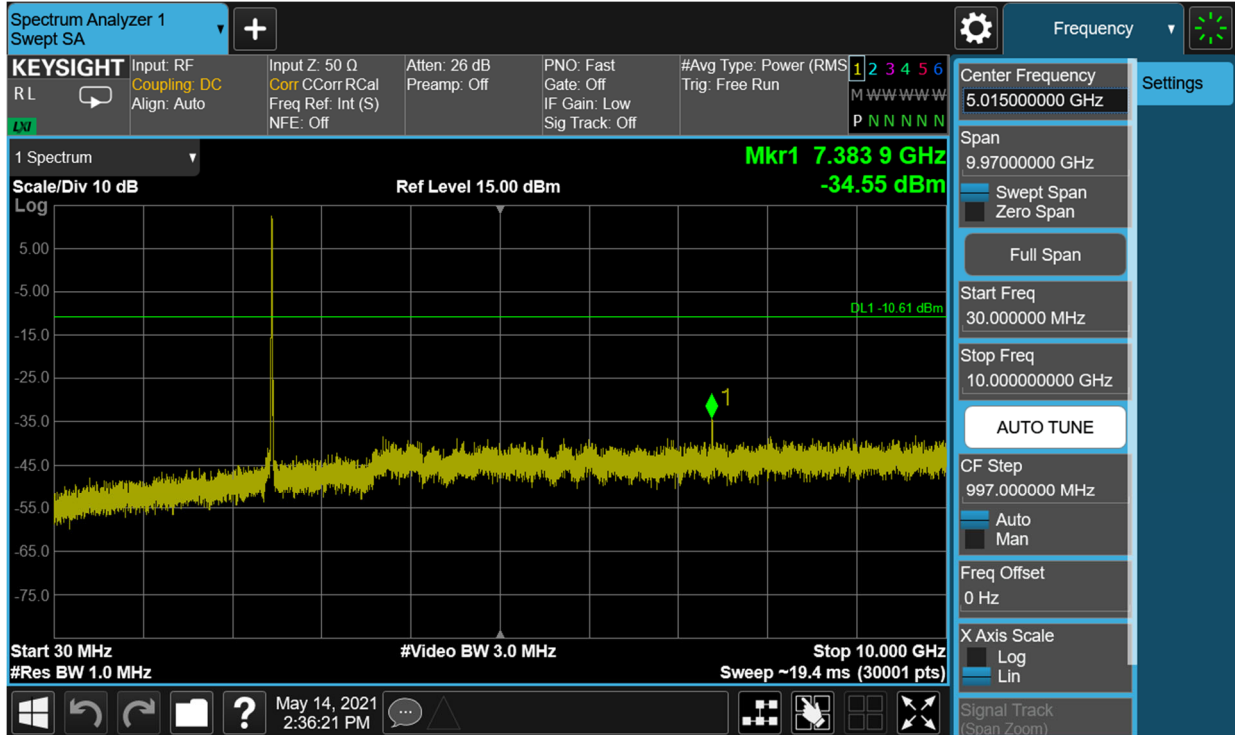 Spectrum Analyzer 1
Swept SA
Frequency
KEYSIGHT
R L
LXI
Input: RF
Coupling: DC
Align: Auto
Input Z: 50 Ω
Corr CCorr RCal
Freq Ref: Int (S)
NFE: Off
Atten: 26 dB
Preamp: Off
PNO: Fast
Gate: Off
IF Gain: Low
Sig Track: Off
#Avg Type: Power (RMS
Trig: Free Run
1 2 3 4 5 6
M W W W W W
P N N N N N
1 Spectrum
Scale/Div 10 dB
Log
Ref Level 15.00 dBm
Mkr1 7.383 9 GHz
-34.55 dBm
5.00
-5.00
-15.0
-25.0
-35.0
-45.0
-55.0
-65.0
-75.0
DL1 -10.61 dBm
1
Start 30 MHz
#Video BW 3.0 MHz
Stop 10.000 GHz
#Res BW 1.0 MHz
Sweep ~19.4 ms (30001 pts)
Center Frequency
5.015000000 GHz
Span
9.97000000 GHz
Swept Span
Zero Span
Full Span
Start Freq
30.000000 MHz
Stop Freq
10.000000000 GHz
AUTO TUNE
CF Step
997.000000 MHz
Auto
Man
Freq Offset
0 Hz
X Axis Scale
Log
Lin
Signal Track
(Span Zoom)
Settings
?
May 14, 2021
2:36:21 PM